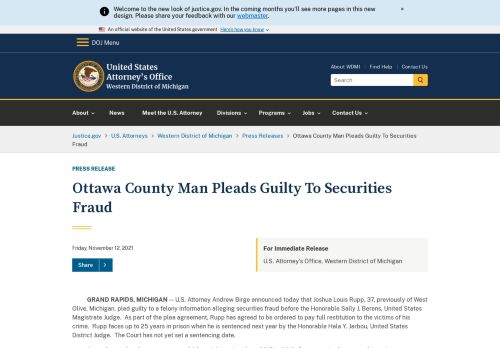 Welcome to the new look of justice.gov. In the coming months you'll see more pages in this new
design. Please share your feedback with our webmaster.
×
An official website of the United States government Here's how you know
DOJ Menu
United States
Attorney's Office
Western District of Michigan
About WDMI | Find Help | Contact Us
Search
About News Meet the U.S. Attorney Divisions Programs Jobs Contact Us
Justice.gov > U.S. Attorneys > Western District of Michigan > Press Releases > Ottawa County Man Pleads Guilty To Securities
Fraud
PRESS RELEASE
Ottawa County Man Pleads Guilty To Securities
Fraud
Friday, November 12, 2021
Share >
For Immediate Release
U.S. Attorney's Office, Western District of Michigan
GRAND RAPIDS, MICHIGAN — U.S. Attorney Andrew Birge announced today that Joshua Louis Rupp, 37, previously of West
Olive, Michigan, pled guilty to a felony information alleging securities fraud before the Honorable Sally J. Berens, United States
Magistrate Judge. As part of the plea agreement, Rupp has agreed to be ordered to pay full restitution to the victims of his
crime. Rupp faces up to 25 years in prison when he is sentenced next year by the Honorable Hala Y. Jarbou, United States
District Judge. The Court has not yet set a sentencing date.